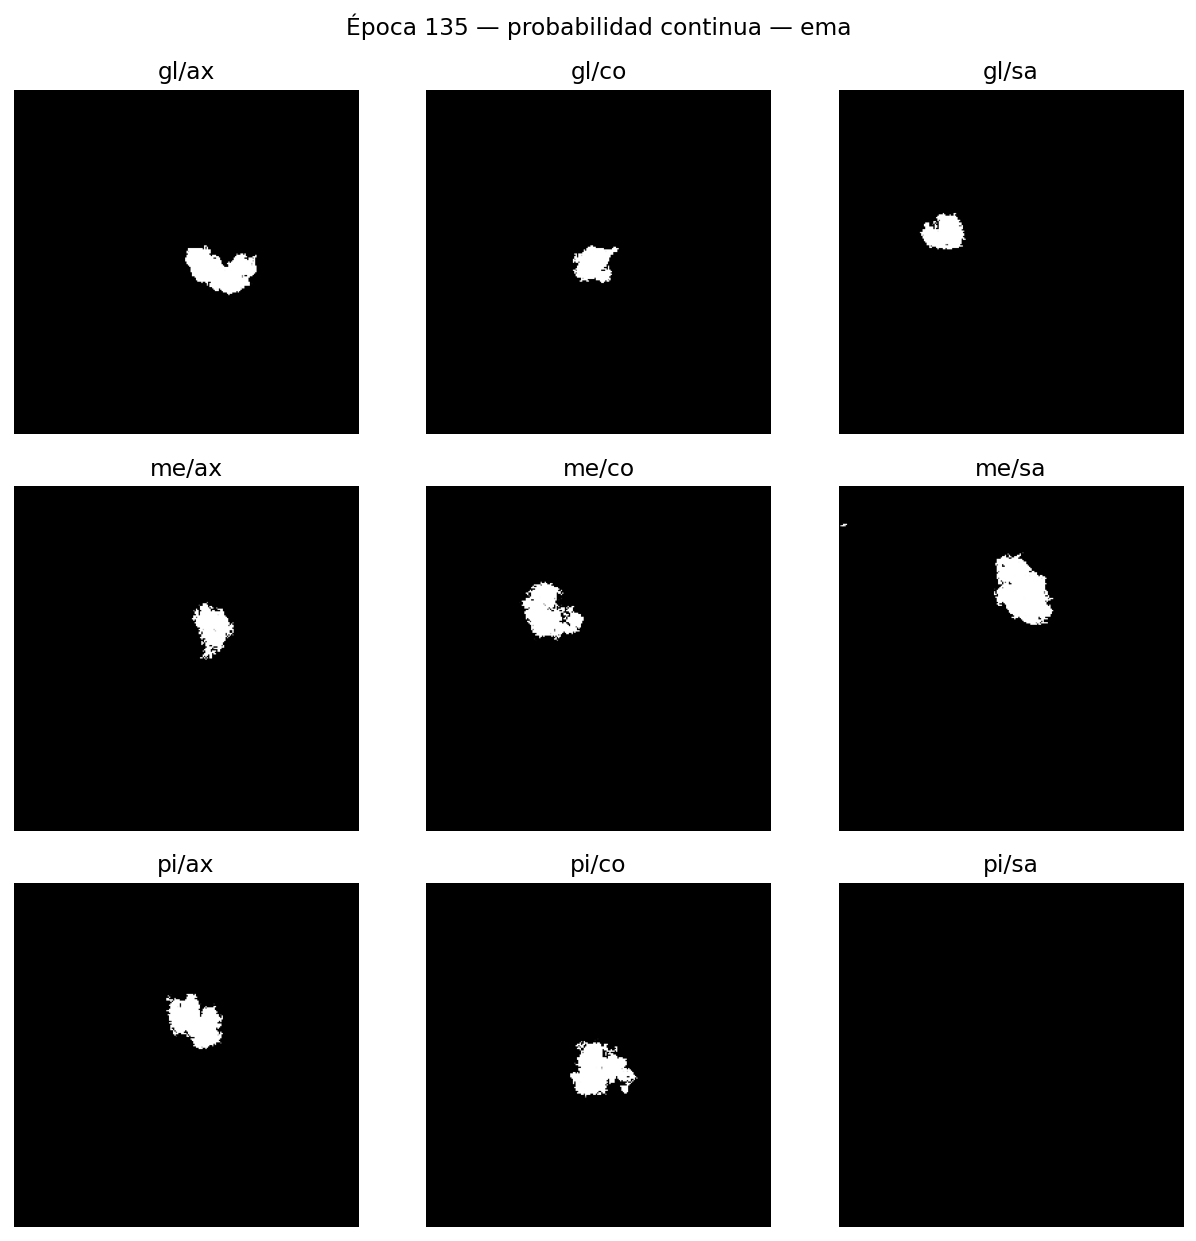 Época 135 — probabilidad continua — ema
gl/ax
gl/co
gl/sa
me/ax
me/co
me/sa
pi/ax
pi/co
pi/sa